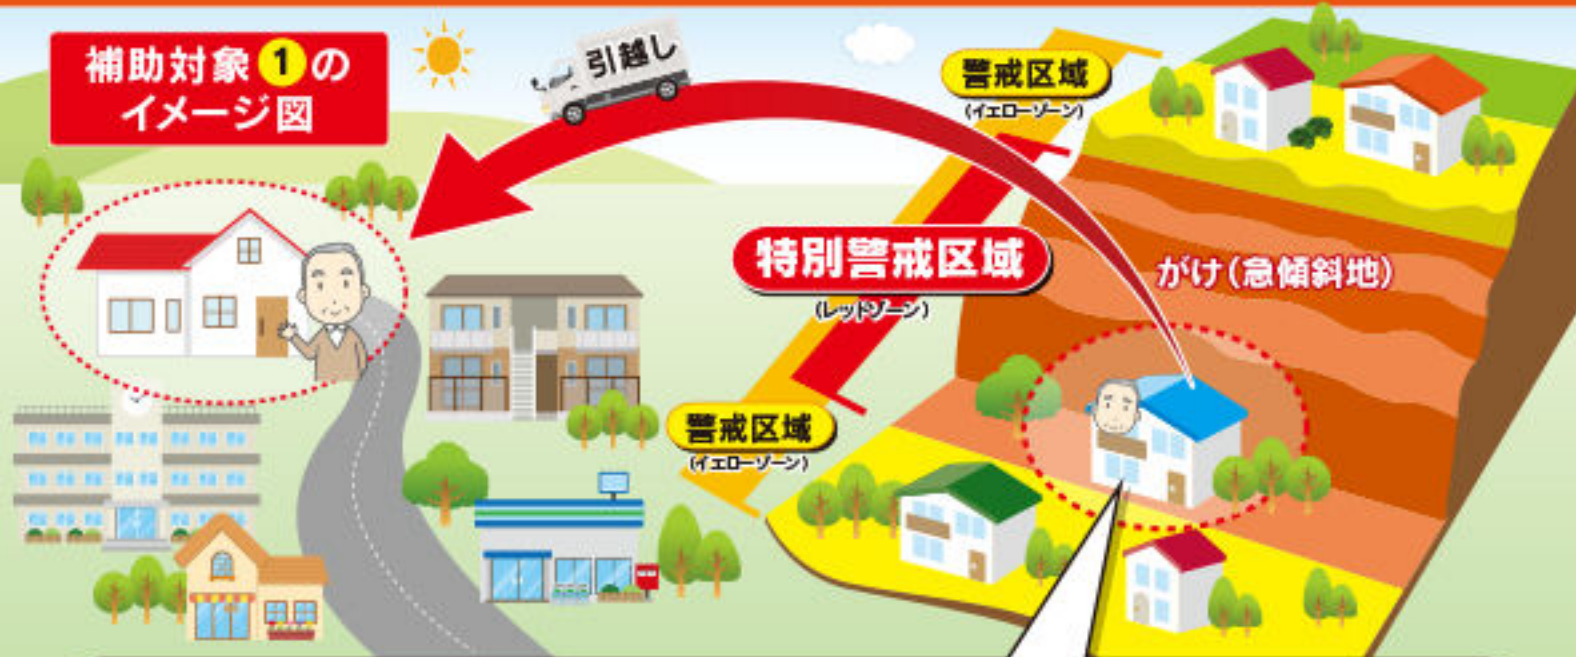 補助対象①の
イメージ図
引越し
警戒区域
(イエローゾーン)
特別警戒区域
(レッドゾーン)
がけ(急傾斜地)
警戒区域
(イエローゾーン)